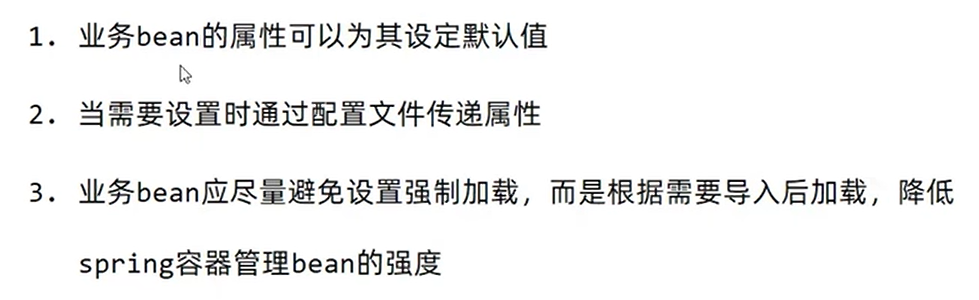 1. 业务bean的属性可以为其设定默认值
2. 当需要设置时通过配置文件传递属性
3. 业务bean应尽量避免设置强制加载，而是根据需要导入后加载，降低
spring容器管理bean的强度